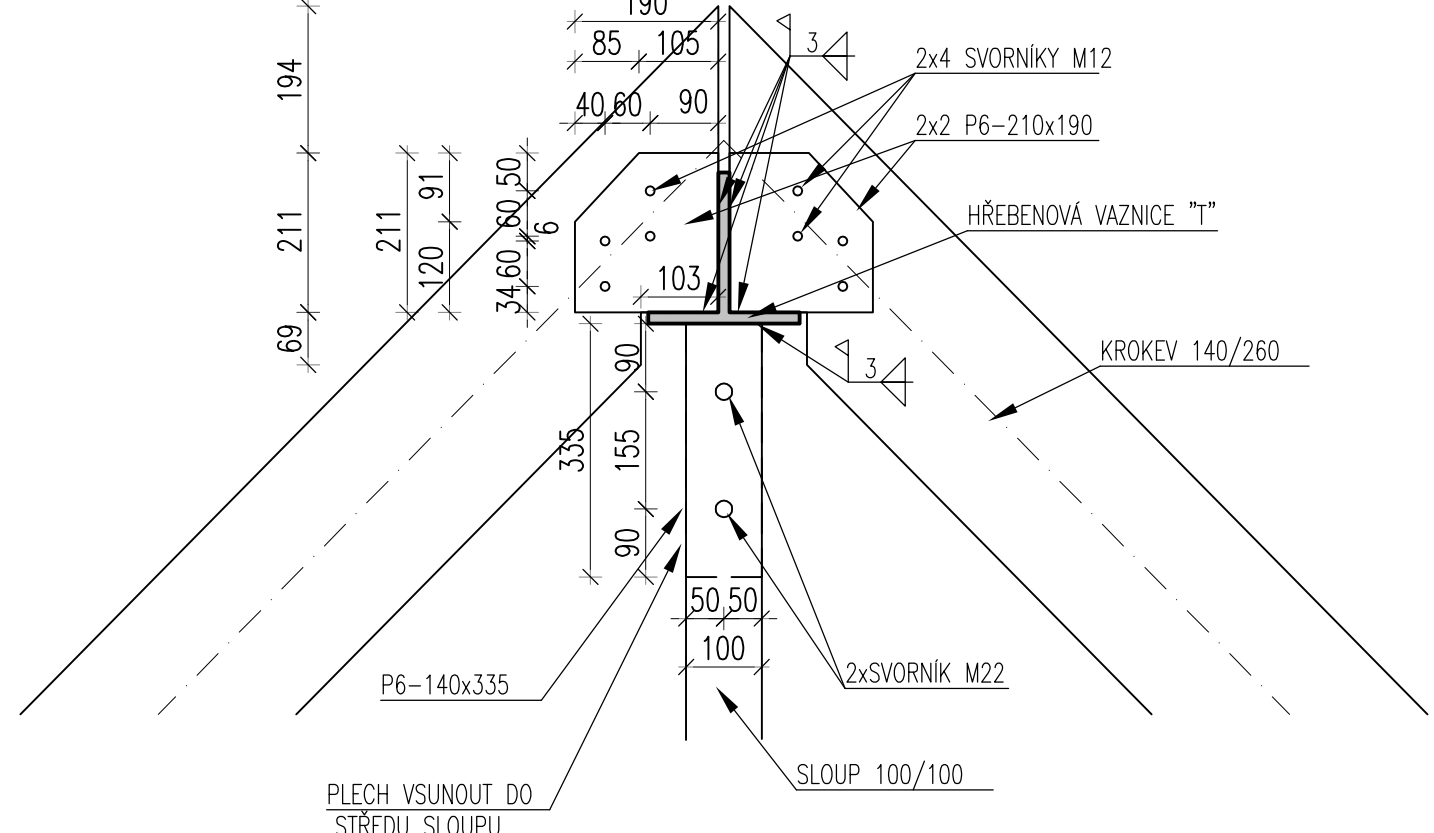 190
85 105
40 60 90
194
211
69
211
91
120
50
60
6
60
34
103
3
2x4 SVORNÍKY M12
2x2 P6-210x190
HŘEBENOVÁ VAZNICE "T"
3
KROKEV 140/260
90
155
90
335
50 50
100
P6-140x335
2xSVORNÍK M22
SLOUP 100/100
PLECH VSUNOUT DO
STŘEDU SLOUPU